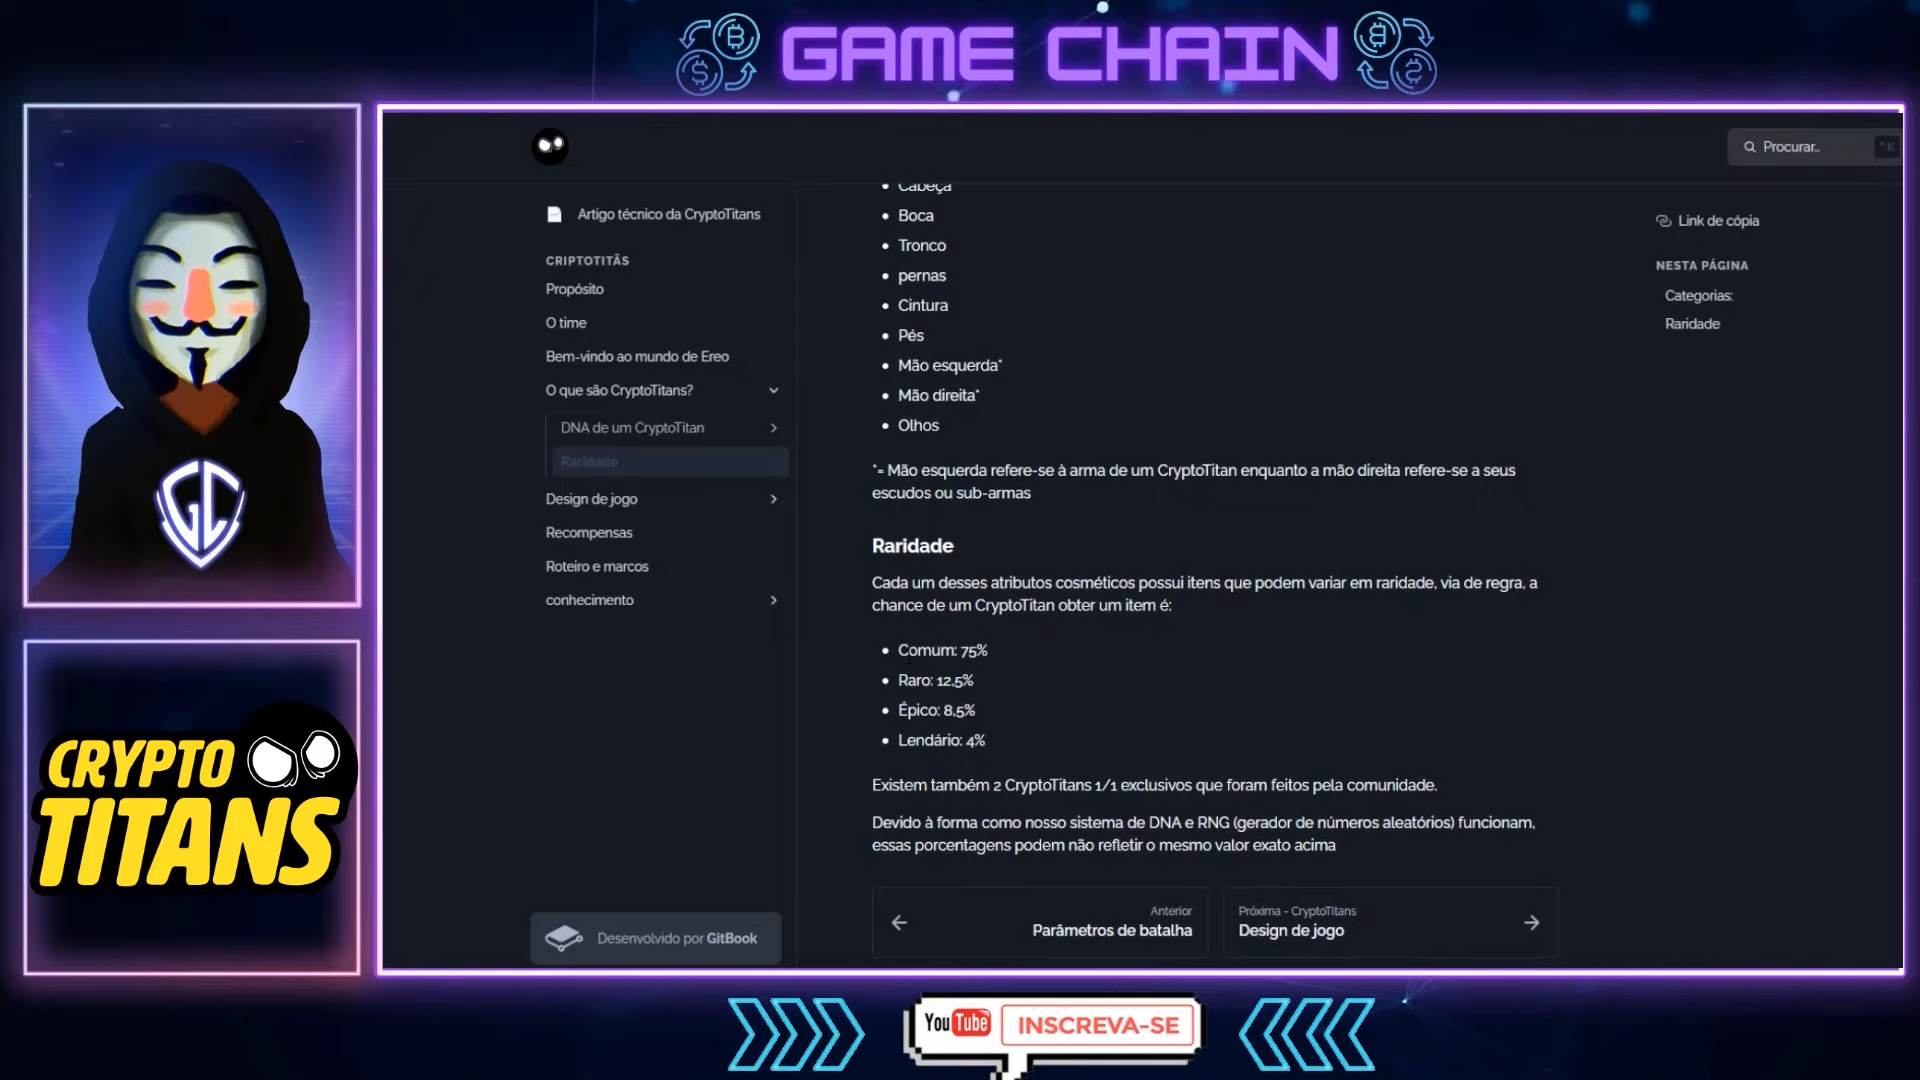 GAME CHAIN
Procurar..
^K
Artigo técnico da CryptoTitans
CRIPTOTITÃS
Propósito
O time
Bem-vindo ao mundo de Ereo
O que são CryptoTitans?
DNA de um CryptoTitan
Raridade
Design de jogo
Recompensas
Roteiro e marcos
conhecimento
Desenvolvido por GitBook
Cabeça
Boca
Tronco
pernas
Cintura
Pés
Mão esquerda*
Mão direita*
Olhos
*= Mão esquerda refere-se à arma de um CryptoTitan enquanto a mão direita refere-se a seus
escudos ou sub-armas
Raridade
Cada um desses atributos cosméticos possui itens que podem variar em raridade, via de regra, a
chance de um CryptoTitan obter um item é:
Comum: 75%
Raro: 12,5%
Épico: 8,5%
Lendário: 4%
Existem também 2 CryptoTitans 1/1 exclusivos que foram feitos pela comunidade.
Devido à forma como nosso sistema de DNA e RNG (gerador de números aleatórios) funcionam,
essas porcentagens podem não refletir o mesmo valor exato acima
Anterior
Parâmetros de batalha
Próxima - CryptoTitans
Design de jogo
Link de cópia
NESTA PÁGINA
Categorias:
Raridade
GC
CRYPTO
TITANS
YouTube INSCREVA-SE